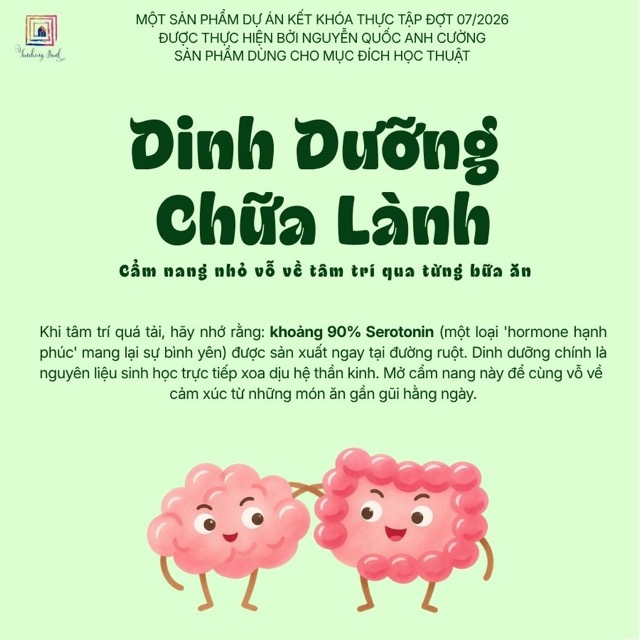 MỘT SẢN PHẨM DỰ ÁN KẾT KHÓA THỰC TẬP ĐỢT 07/2026
ĐƯỢC THỰC HIỆN BỞI NGUYỄN QUỐC ANH CƯỜNG
SẢN PHẨM DÙNG CHO MỤC ĐÍCH HỌC THUẬT
Dinh Dưỡng
Chữa Lành
Cẩm nang nhỏ vỗ về tâm trí qua từng bữa ăn
Khi tâm trí quá tải, hãy nhớ rằng: khoảng 90% Serotonin (một loại 'hormone hạnh
phúc' mang lại sự bình yên) được sản xuất ngay tại đường ruột. Dinh dưỡng chính là
nguyên liệu sinh học trực tiếp xoa dịu hệ thần kinh. Mở cẩm nang này để cùng vỗ về
cảm xúc từ những món ăn gần gũi hằng ngày.